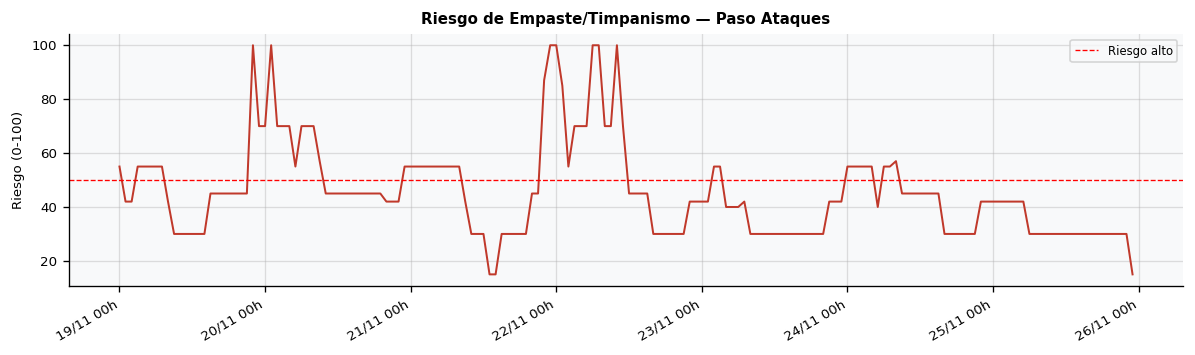 Riesgo de Empaste/Timpanismo — Paso Ataques
Riesgo alto
Riesgo (0-100)
100
80
60
40
20
19/11 00h
20/11 00h
21/11 00h
22/11 00h
23/11 00h
24/11 00h
25/11 00h
26/11 00h